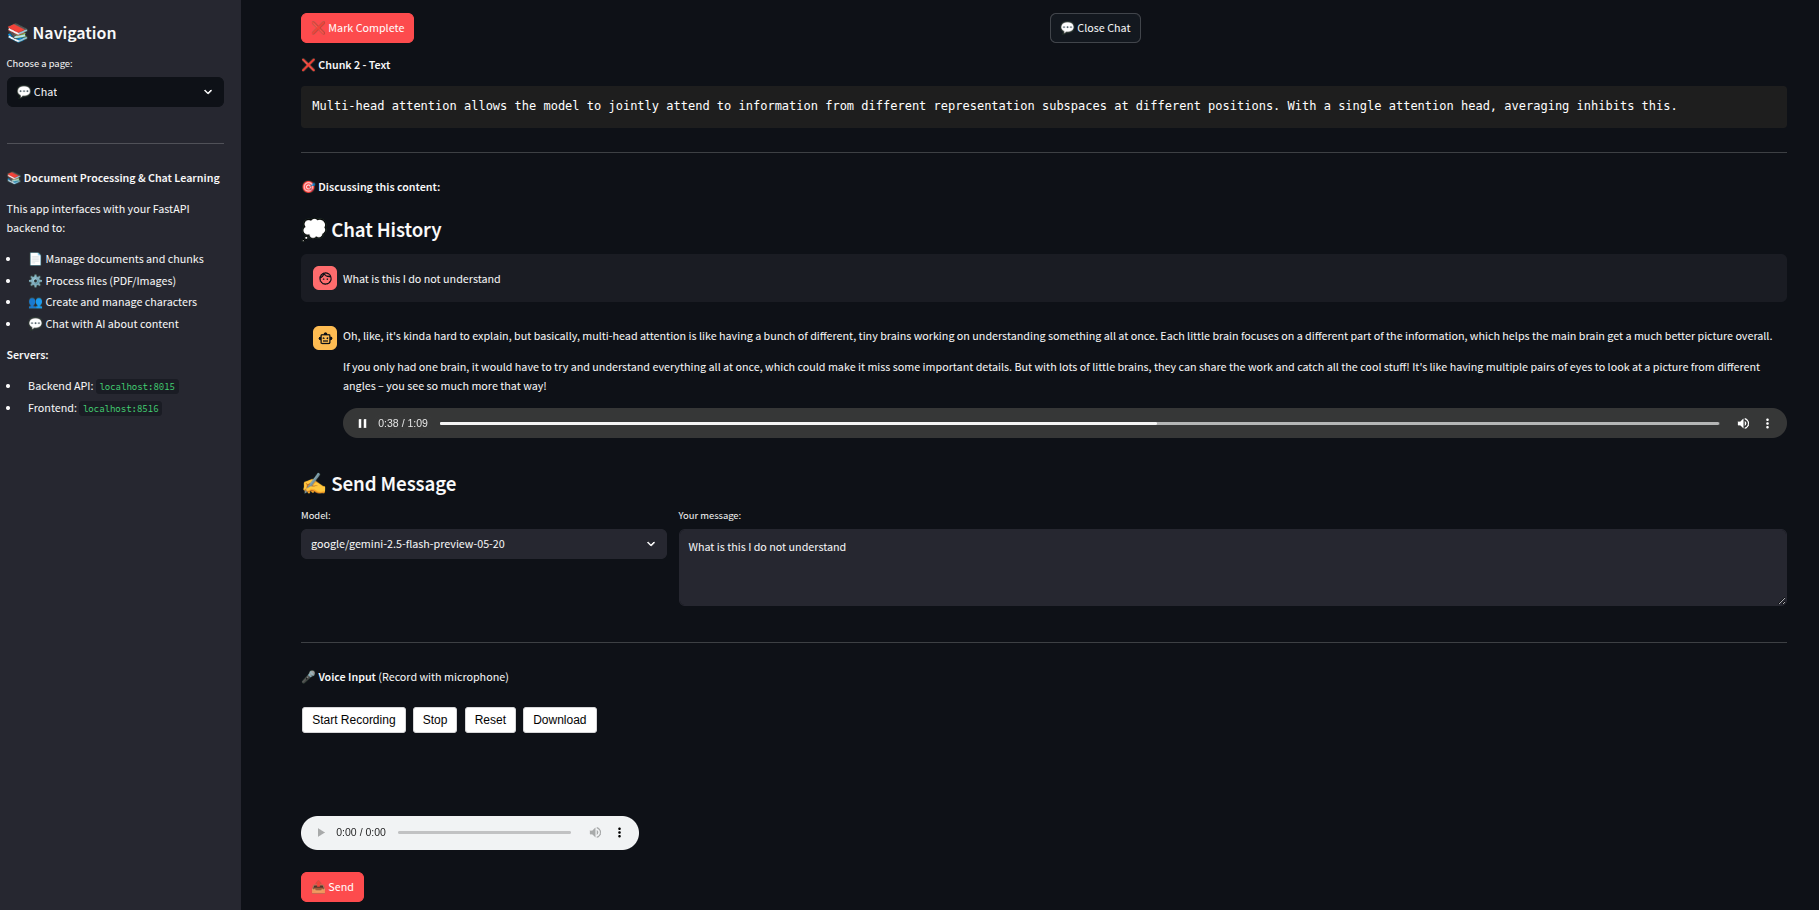 📚 Navigation
Choose a page:
💬 Chat
📚 Document Processing & Chat Learning
This app interfaces with your FastAPI
backend to:
• 📄 Manage documents and chunks
• ⚙️ Process files (PDF/Images)
• 👥 Create and manage characters
• 💬 Chat with AI about content
Servers:
• Backend API: localhost:8015
• Frontend: localhost:8516
❌ Mark Complete
💬 Close Chat
❌ Chunk 2 - Text
Multi-head attention allows the model to jointly attend to information from different representation subspaces at different positions. With a single attention head, averaging inhibits this.
🎯 Discussing this content:
💭 Chat History
What is this I do not understand
Oh, like, it's kinda hard to explain, but basically, multi-head attention is like having a bunch of different, tiny brains working on understanding something all at once. Each little brain focuses on a different part of the information, which helps the main brain get a much better picture overall.
If you only had one brain, it would have to try and understand everything all at once, which could make it miss some important details. But with lots of little brains, they can share the work and catch all the cool stuff! It's like having multiple pairs of eyes to look at a picture from different
angles – you see so much more that way!
0:38 / 1:09
✍️ Send Message
Model:
google/gemini-2.5-flash-preview-05-20
Your message:
What is this I do not understand
🎤 Voice Input (Record with microphone)
Start Recording
Stop
Reset
Download
0:00 / 0:00
📤 Send